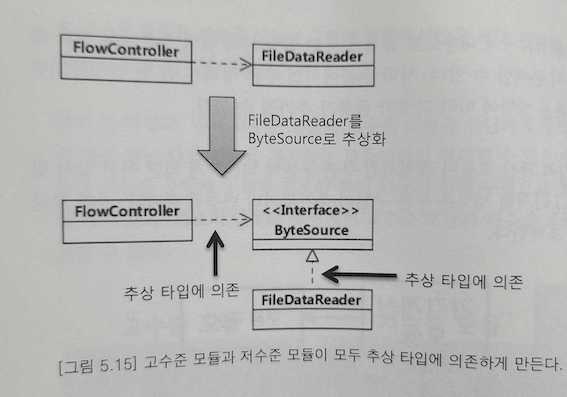 FlowController
FileDataReader
FileDataReader를
ByteSource로 추상화
FlowController
<<Interface>>
ByteSource
추상 타입에 의존
추상 타입에 의존
FileDataReader
[그림 5.15] 고수준 모듈과 저수준 모듈이 모두 추상 타입에 의존하게 만든다.